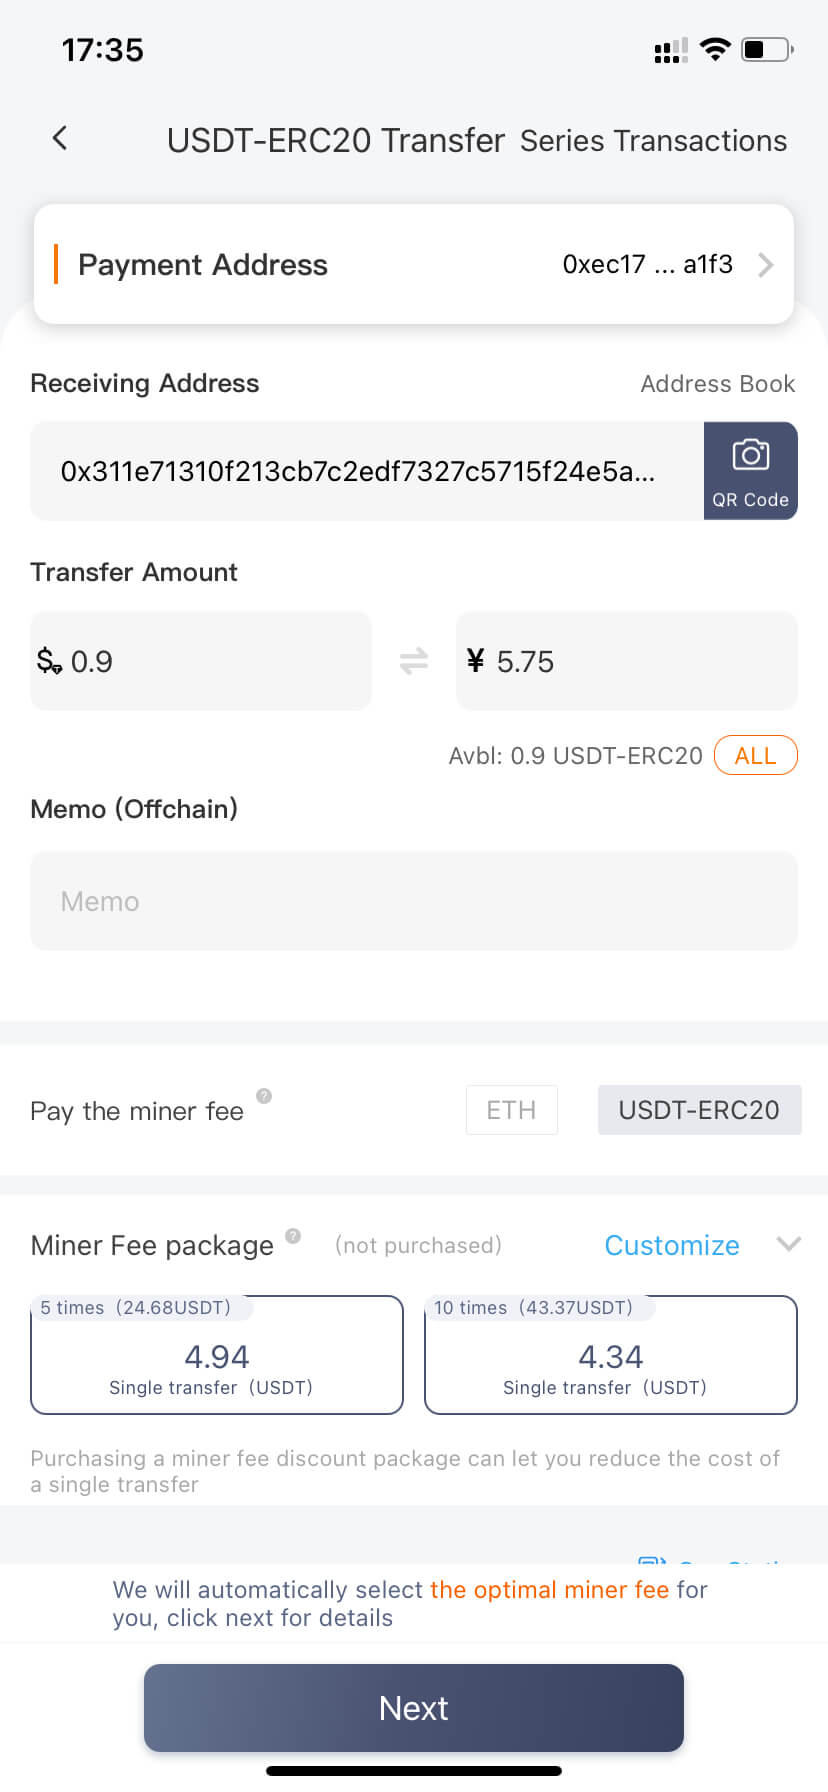 17:35
USDT-ERC20 Transfer Series Transactions
Payment Address 0xec17 ... a1f3
Receiving Address Address Book
0x311e71310f213cb7c2edf7327c5715f24e5a...
QR Code
Transfer Amount
$ 0.9 ¥ 5.75
Avbl: 0.9 USDT-ERC20 ALL
Memo (Offchain)
Memo
Pay the miner fee ? ETH USDT-ERC20
Miner Fee package ? (not purchased) Customize
5 times (24.68USDT) 10 times (43.37USDT)
4.94 4.34
Single transfer (USDT) Single transfer (USDT)
Purchasing a miner fee discount package can let you reduce the cost of
a single transfer
We will automatically select the optimal miner fee for
you, click next for details
Next